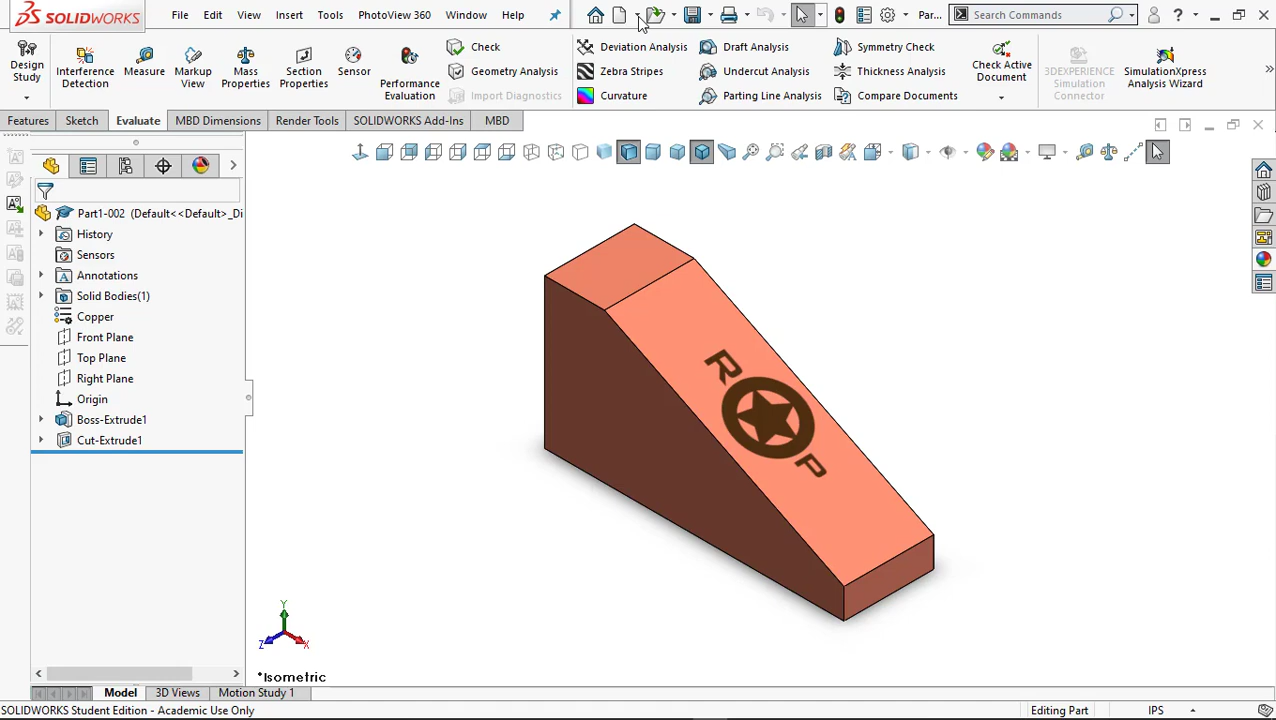 SOLIDWORKS File Edit View Insert Tools PhotoView 360 Window Help Par... Search Commands ?
Design Study
Interference Detection
Measure
Markup View
Mass Properties
Section Properties
Sensor
Performance Evaluation
Check
Geometry Analysis
Import Diagnostics
Deviation Analysis
Zebra Stripes
Curvature
Draft Analysis
Undercut Analysis
Parting Line Analysis
Symmetry Check
Thickness Analysis
Compare Documents
Check Active Document
3DEXPERIENCE Simulation Connector
SimulationXpress Analysis Wizard
Features Sketch Evaluate MBD Dimensions Render Tools SOLIDWORKS Add-Ins MBD
Part1-002 (Default<<Default>_Di
History
Sensors
Annotations
Solid Bodies(1)
Copper
Front Plane
Top Plane
Right Plane
Origin
Boss-Extrude1
Cut-Extrude1
R
P
Y
Z
X
*Isometric
Model 3D Views Motion Study 1
SOLIDWORKS Student Edition - Academic Use Only Editing Part IPS